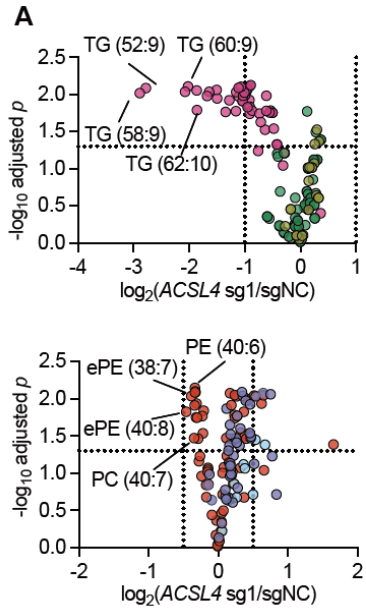 A
TG (52:9) TG (60:9)
TG (58:9)
TG (62:10)
-log10 adjusted p
2.5
2.0
1.5
1.0
0.5
0.0
-4 -3 -2 -1 0 1
log2(ACSL4 sg1/sgNC)
PE (40:6)
ePE (38:7)
ePE (40:8)
PC (40:7)
-log10 adjusted p
2.5
2.0
1.5
1.0
0.5
0.0
-2 -1 0 1 2
log2(ACSL4 sg1/sgNC)